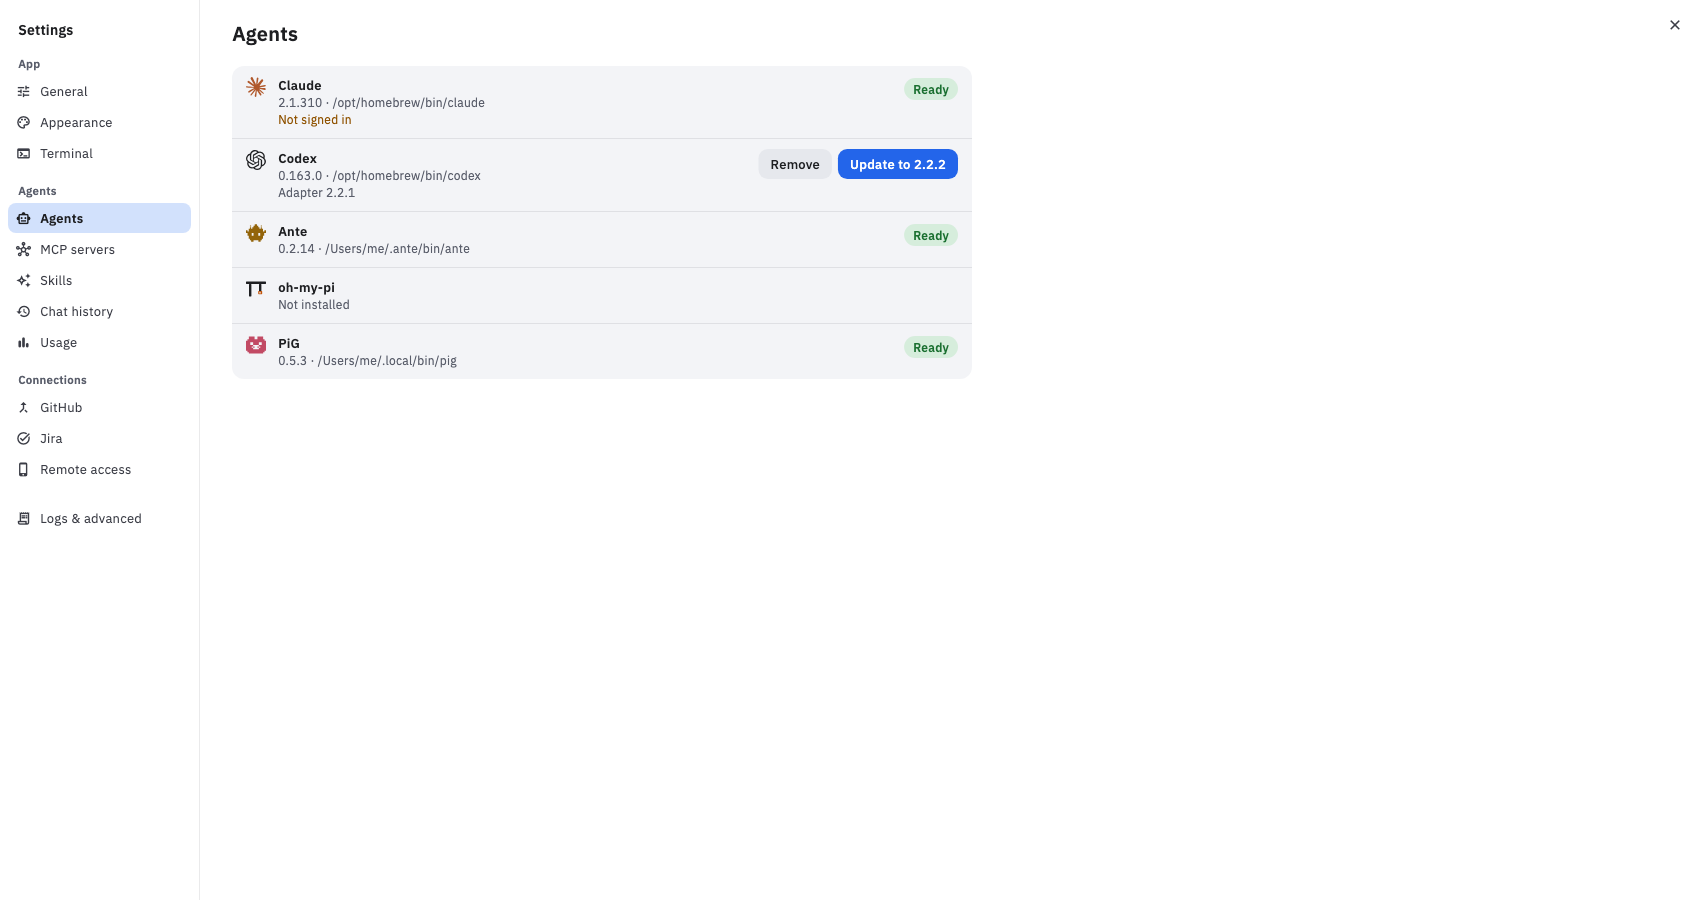 Settings
App
General
Appearance
Terminal
Agents
Agents
MCP servers
Skills
Chat history
Usage
Connections
GitHub
Jira
Remote access
Logs & advanced
Agents
Claude
2.1.310 · /opt/homebrew/bin/claude
Not signed in
Ready
Codex
0.163.0 · /opt/homebrew/bin/codex
Adapter 2.2.1
Remove
Update to 2.2.2
Ante
0.2.14 · /Users/me/.ante/bin/ante
Ready
oh-my-pi
Not installed
PiG
0.5.3 · /Users/me/.local/bin/pig
Ready